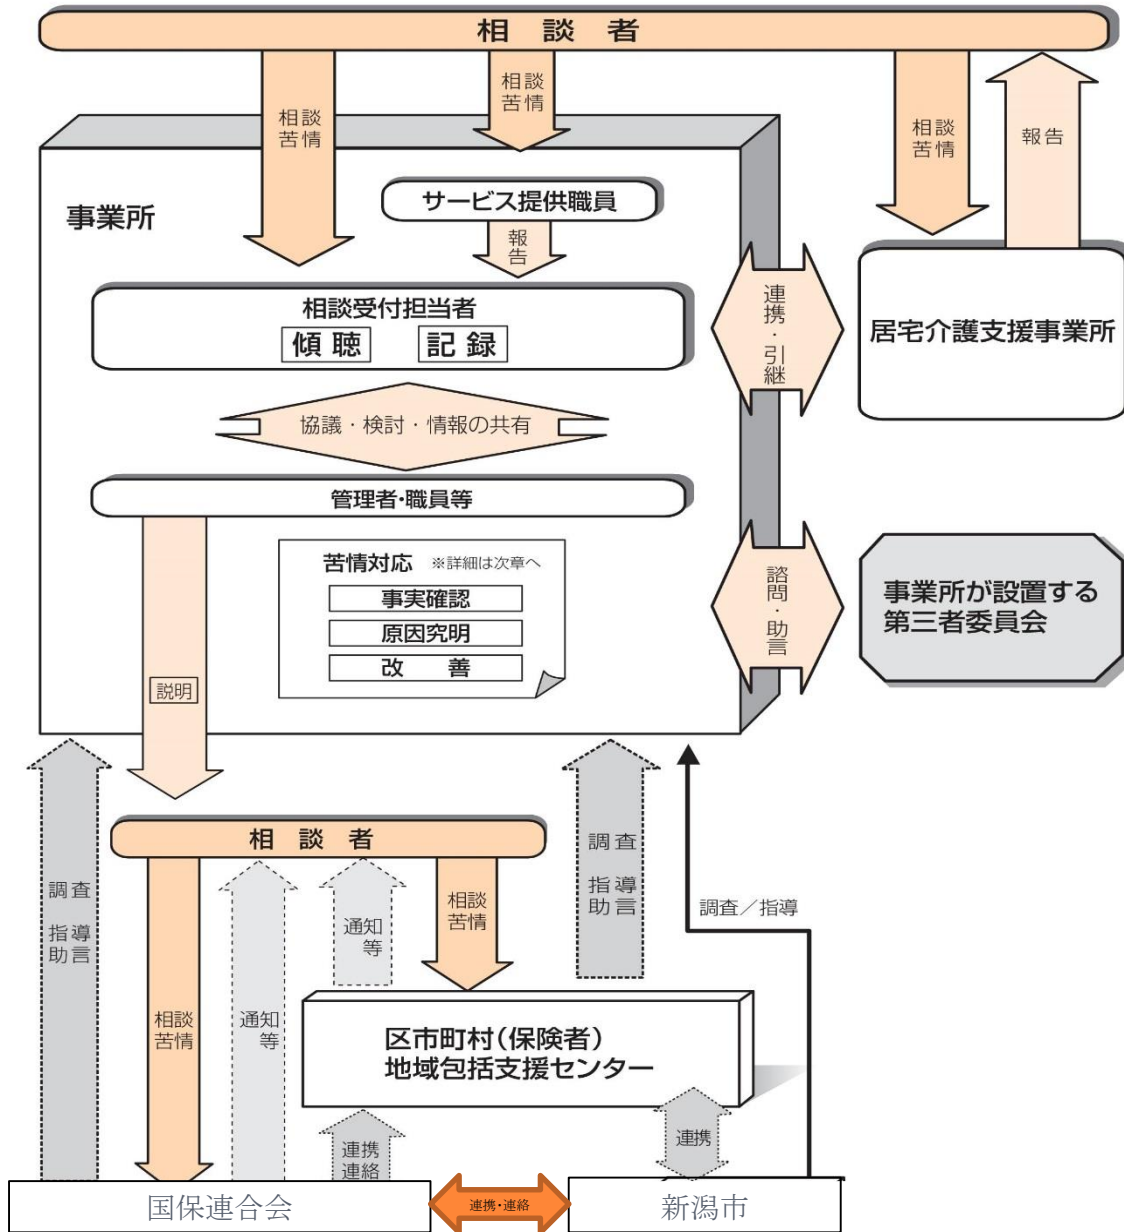 相 談 者
相談
苦情
相談
苦情
相談
苦情
報告
事業所
サービス提供職員
報告
相談受付担当者
傾聴 記録
連携・引継
居宅介護支援事業所
協議・検討・情報の共有
管理者・職員等
苦情対応 ※詳細は次章へ
事実確認
原因究明
改 善
諮問・助言
事業所が設置する
第三者委員会
説明
相 談 者
調査
指導
助言
相談
苦情
通知
等
通知
等
相談
苦情
調査
指導
助言
調査／指導
区市町村（保険者）
地域包括支援センター
連携
連絡
連携
国保連合会
連携・連絡
新潟市